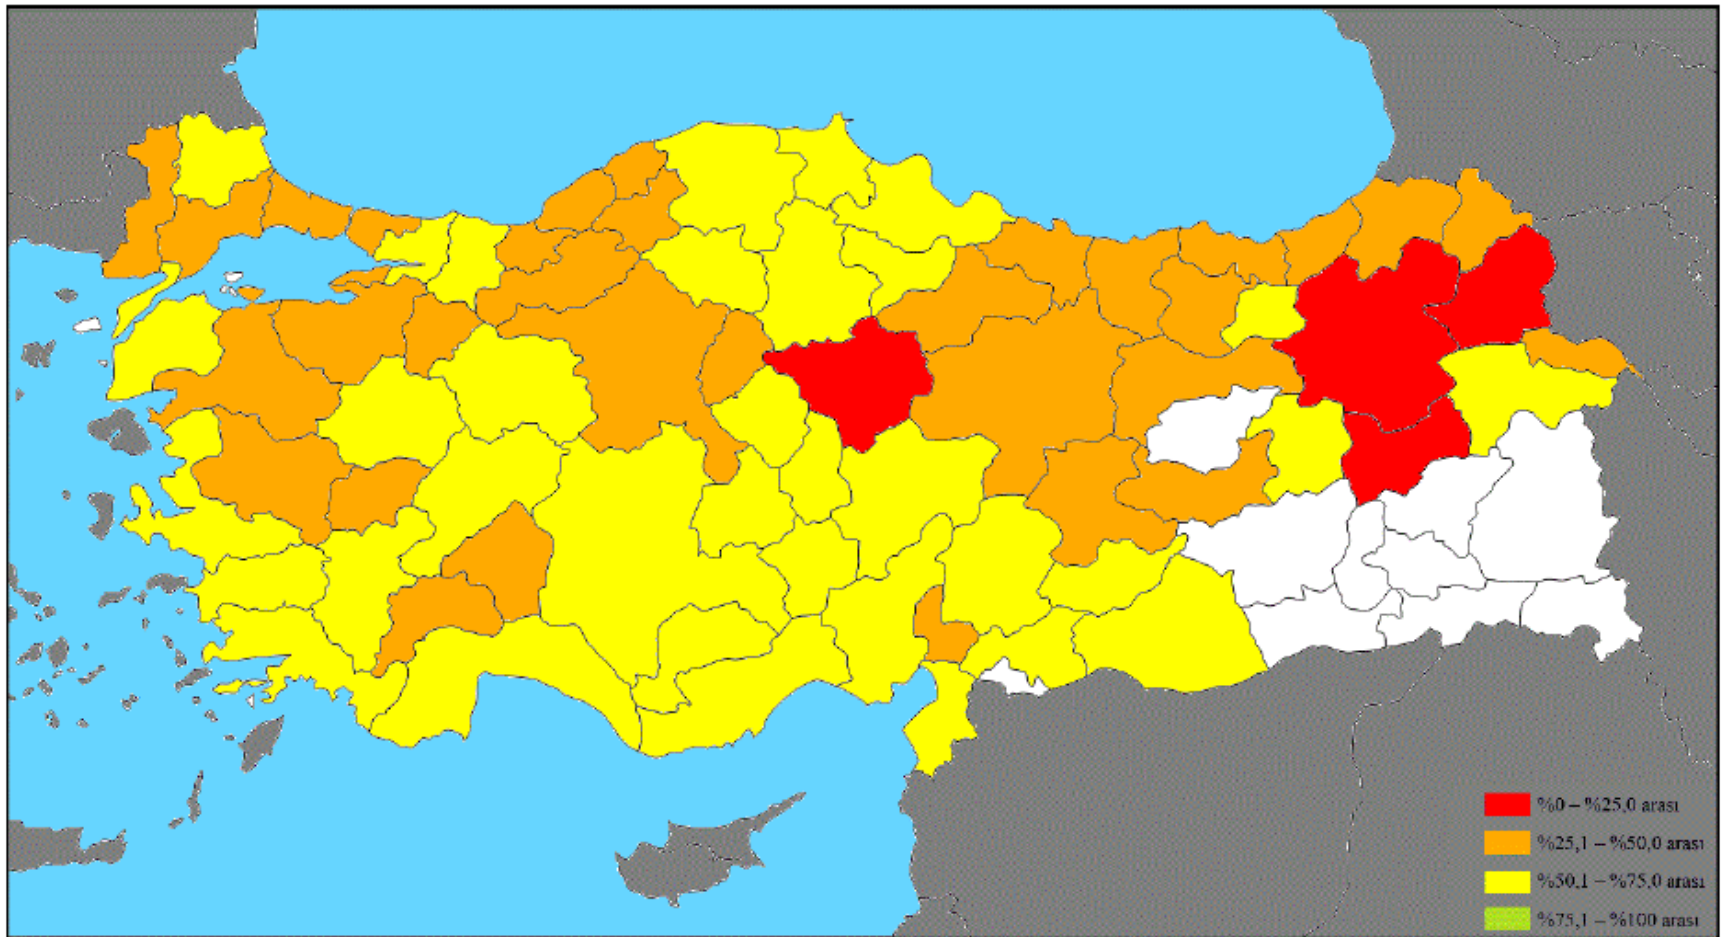 %0 – %25,0 arası
%25,1 – %50,0 arası
%50,1 – %75,0 arası
%75,1 – %100 arası